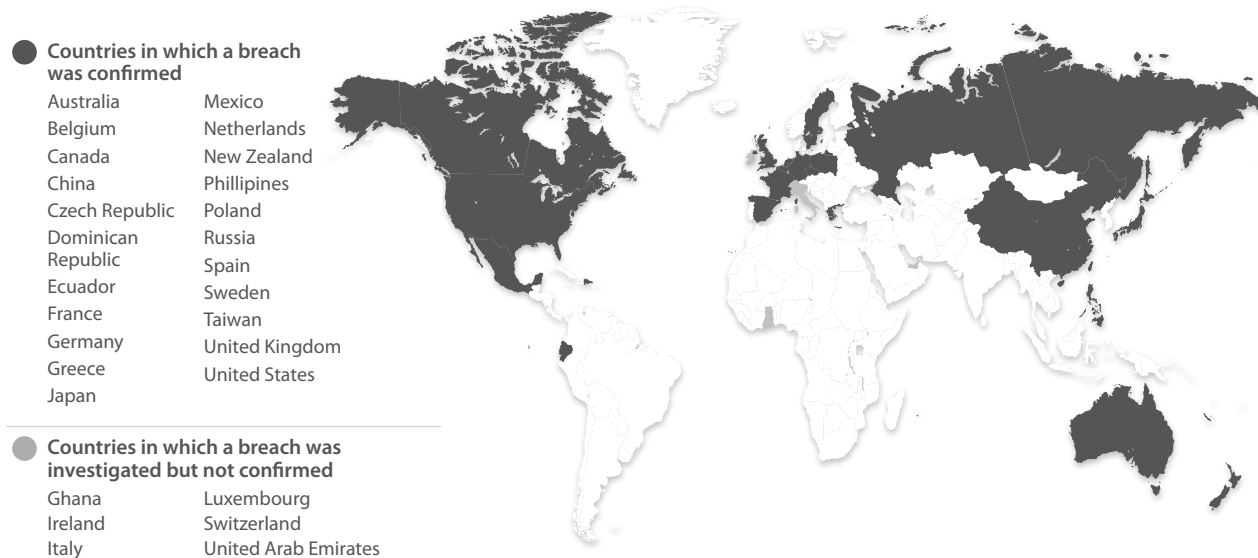 Countries in which a breach
was confirmed
Australia
Belgium
Canada
China
Czech Republic
Dominican
Republic
Ecuador
France
Germany
Greece
Japan
Mexico
Netherlands
New Zealand
Phillipines
Poland
Russia
Spain
Sweden
Taiwan
United Kingdom
United States
Countries in which a breach was
investigated but not confirmed
Ghana
Ireland
Italy
Luxembourg
Switzerland
United Arab Emirates